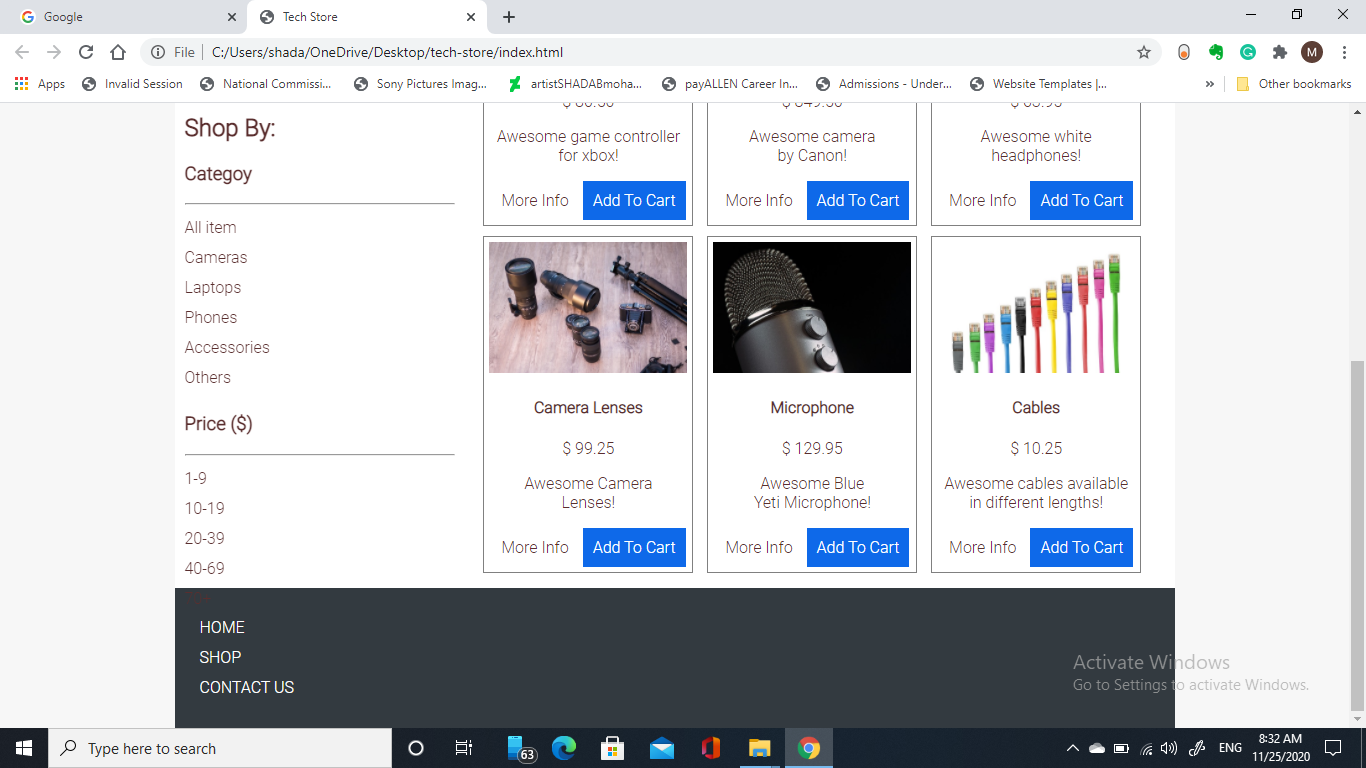 Google
Tech Store
File
C:/Users/shada/OneDrive/Desktop/tech-store/index.html
M
Apps
Invalid Session
National Commissi...
Sony Pictures Imag...
artistSHADABmoha...
payALLEN Career In...
Admissions - Under...
Website Templates |...
»
Other bookmarks
Shop By:
Categoy
All item
Cameras
Laptops
Phones
Accessories
Others
Price ($)
1-9
10-19
20-39
40-69
Awesome game controller
for xbox!
More Info
Add To Cart
Awesome camera
by Canon!
More Info
Add To Cart
Awesome white
headphones!
More Info
Add To Cart
Camera Lenses
$ 99.25
Awesome Camera
Lenses!
More Info
Add To Cart
Microphone
$ 129.95
Awesome Blue
Yeti Microphone!
More Info
Add To Cart
Cables
$ 10.25
Awesome cables available
in different lengths!
More Info
Add To Cart
HOME
SHOP
CONTACT US
Activate Windows
Go to Settings to activate Windows.
Type here to search
63
ENG
8:32 AM
11/25/2020